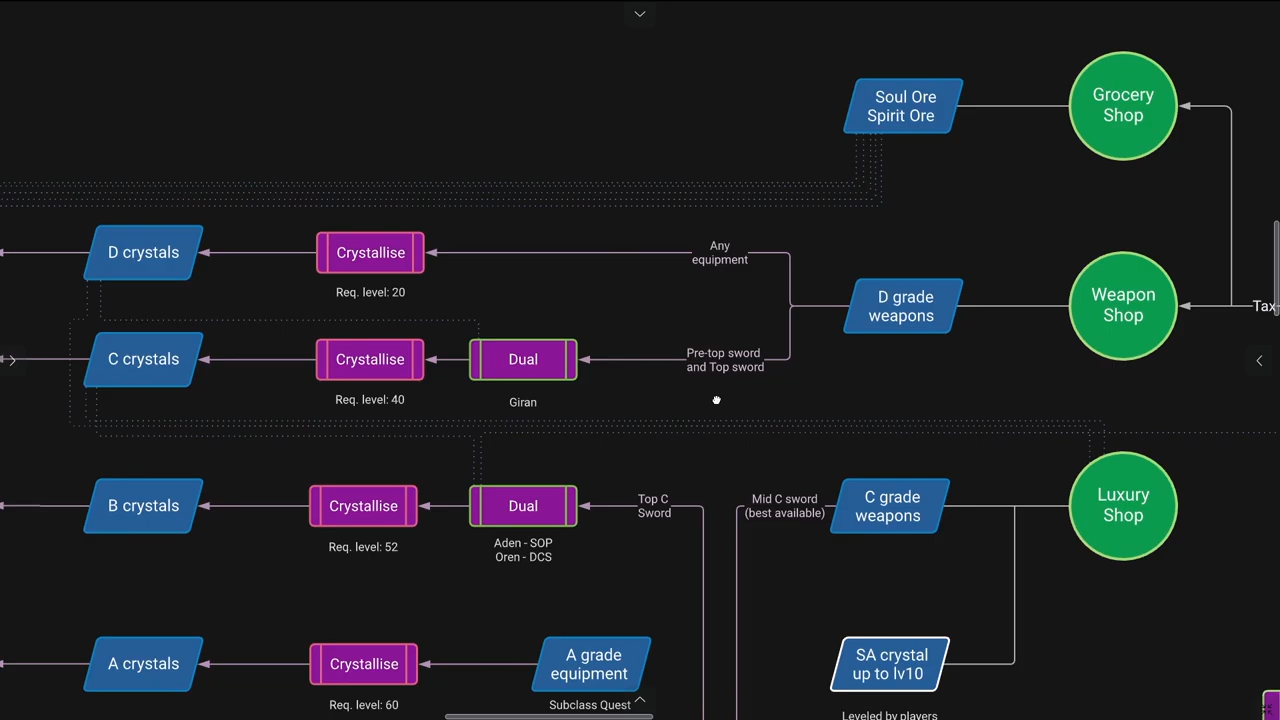 Soul Ore
Spirit Ore
Grocery
Shop
D crystals
Crystallise
Req. level: 20
Any
equipment
D grade
weapons
Weapon
Shop
Tax
C crystals
Crystallise
Req. level: 40
Dual
Giran
Pre-top sword
and Top sword
B crystals
Crystallise
Req. level: 52
Dual
Aden - SOP
Oren - DCS
Top C
Sword
Mid C sword
(best available)
C grade
weapons
Luxury
Shop
A crystals
Crystallise
Req. level: 60
A grade
equipment
Subclass Quest
SA crystal
up to lv10
Leveled by players